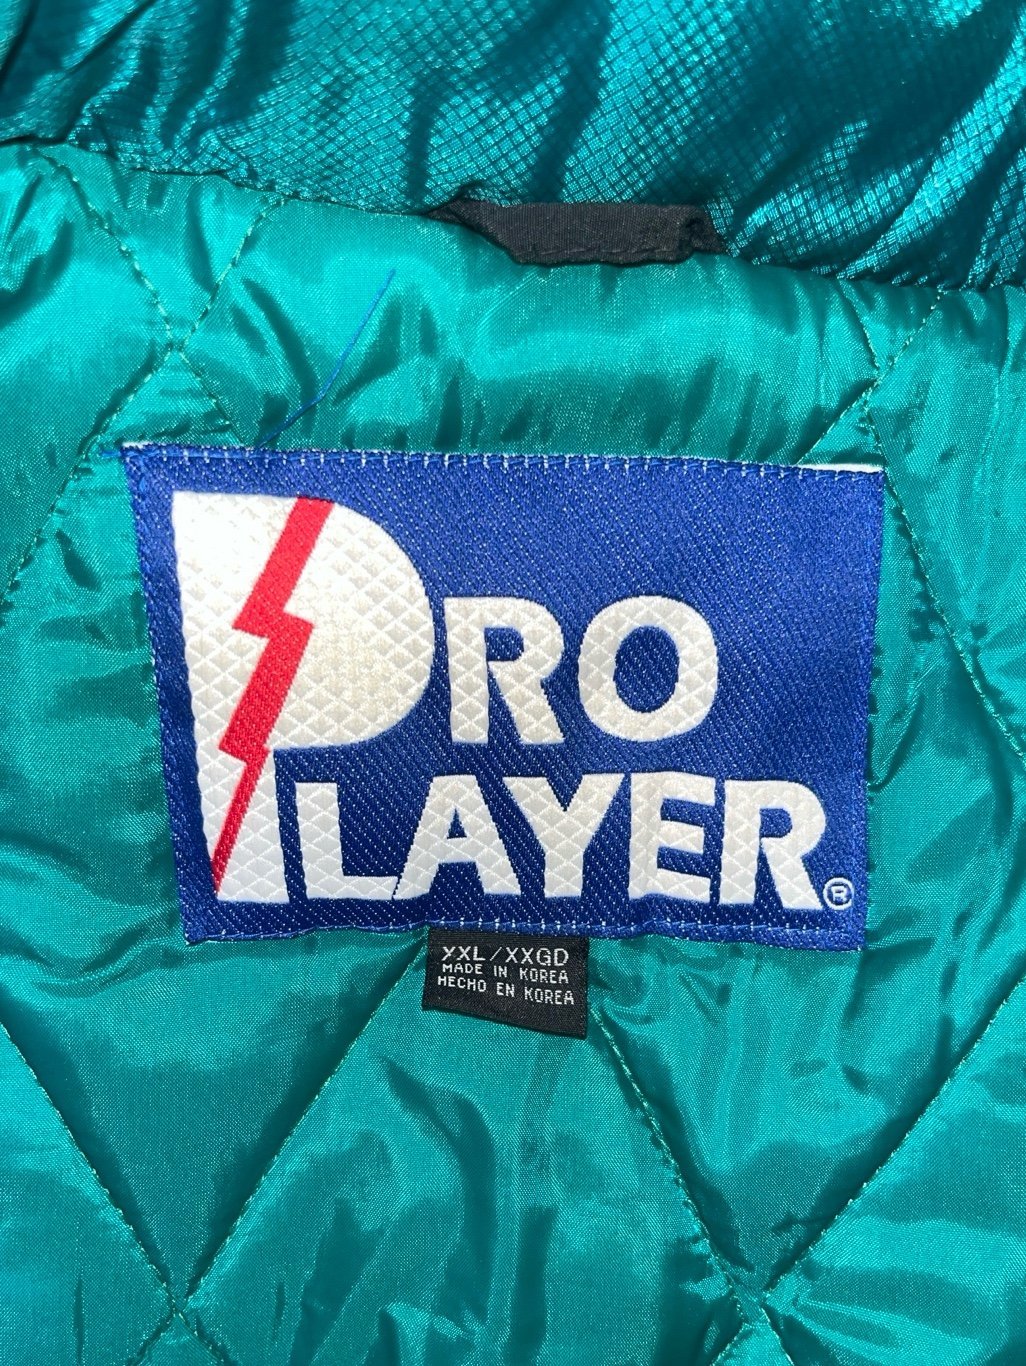 PRO
PLAYER®
XXL/XXGD
MADE IN KOREA
HECHO EN KOREA